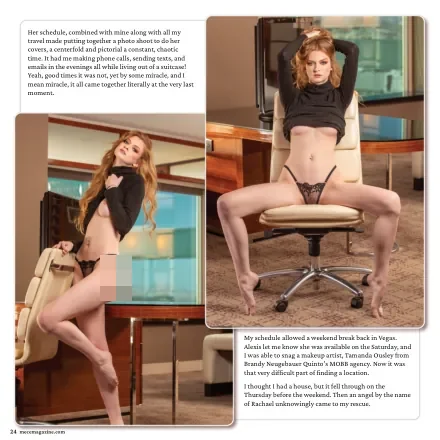 Her schedule, combined with mine along with all my
travel made putting together a photo shoot to do her
covers, a centerfold and pictorial a constant, chaotic
time. It had me making phone calls, sending texts, and
emails in the evenings all while living out of a suitcase!
Yeah, good times it was not, yet by some miracle, and I
mean miracle, it all came together literally at the very last
moment.
My schedule allowed a weekend break back in Vegas.
Alexis let me know she was available on the Saturday, and
I was able to snag a makeup artist, Tamanda Ousley from
Brandy Neugebauer Quinto's MOBB agency. Now it was
that very difficult part of finding a location.
I thought I had a house, but it fell through on the
Thursday before the weekend. Then an angel by the name
of Rachael unknowingly came to my rescue.
24 mecemagazine.com